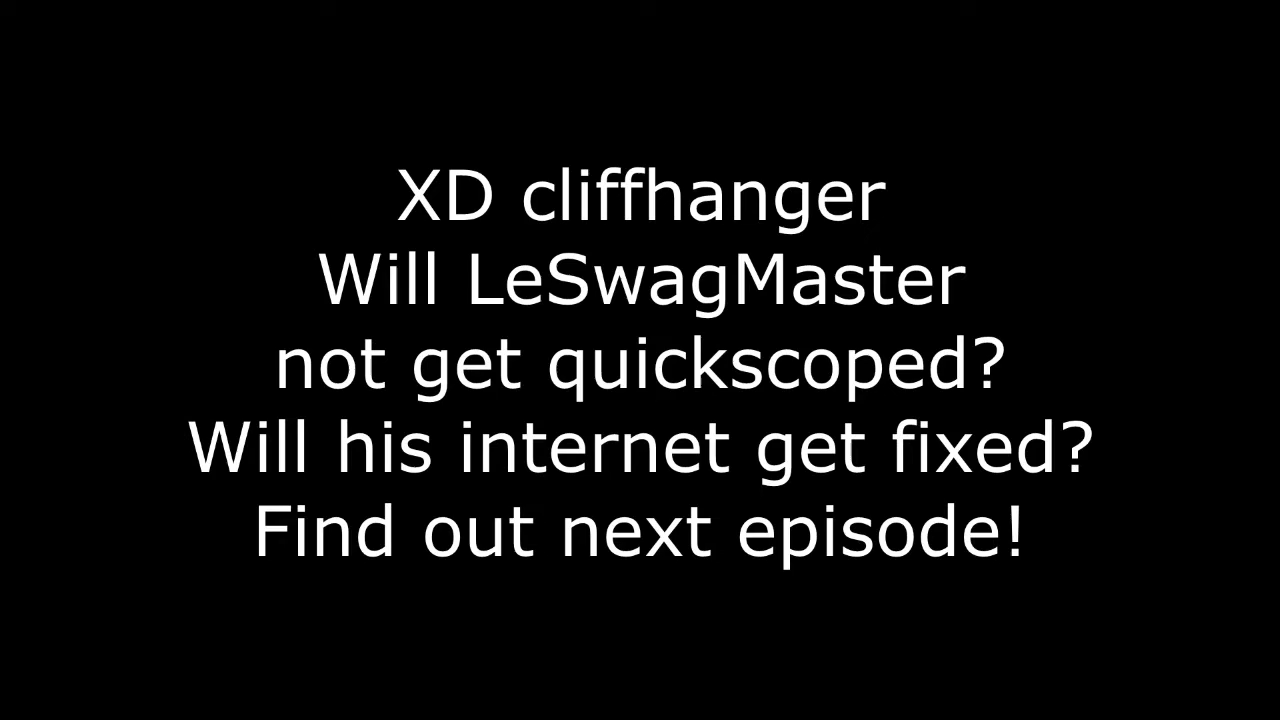 XD cliffhanger
Will LeSwagMaster
not get quickscoped?
Will his internet get fixed?
Find out next episode!